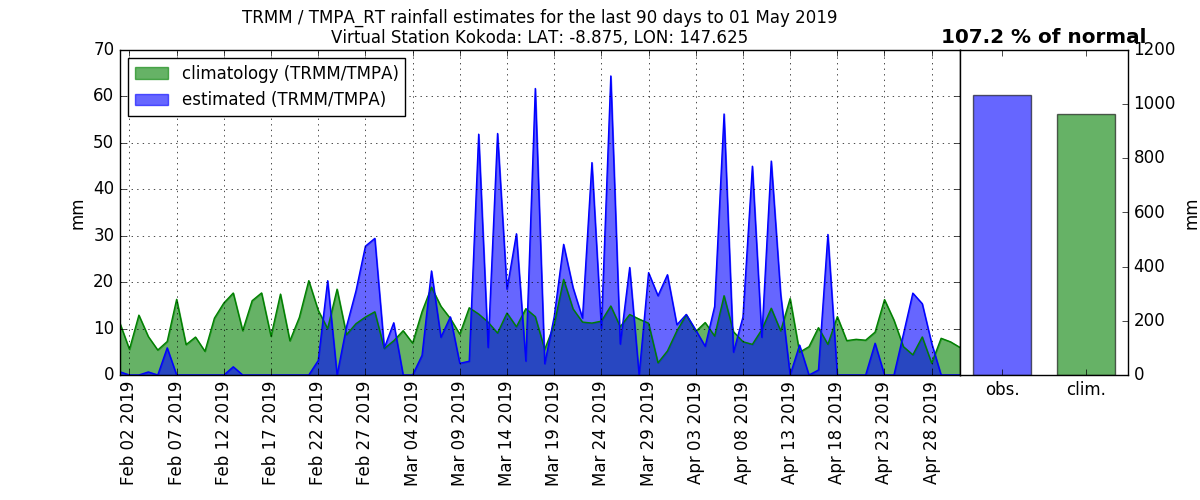 TRMM / TMPA_RT rainfall estimates for the last 90 days to 01 May 2019
Virtual Station Kokoda: LAT: -8.875, LON: 147.625
107.2 % of normal
climatology (TRMM/TMPA)
estimated (TRMM/TMPA)
mm
70
60
50
40
30
20
10
0
Feb 02 2019
Feb 07 2019
Feb 12 2019
Feb 17 2019
Feb 22 2019
Feb 27 2019
Mar 04 2019
Mar 09 2019
Mar 14 2019
Mar 19 2019
Mar 24 2019
Mar 29 2019
Apr 03 2019
Apr 08 2019
Apr 13 2019
Apr 18 2019
Apr 23 2019
Apr 28 2019
obs.
clim.
1200
1000
800
600
400
200
0
mm